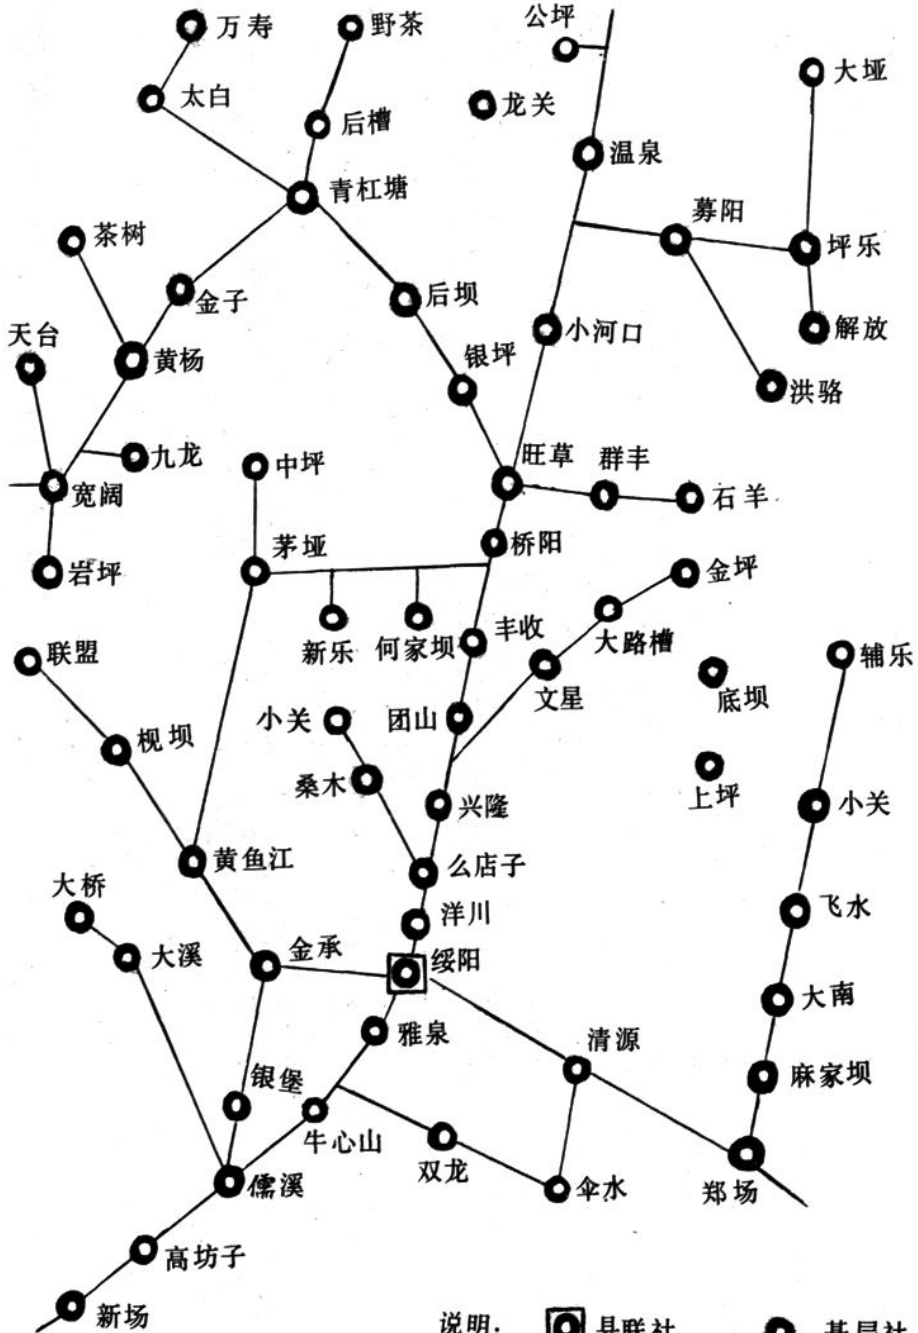 公坪
万寿
野茶
大垭
太白
龙关
后槽
温泉
青杠塘
募阳
茶树
坪乐
金子
后坝
天台
小河口
解放
黄杨
银坪
洪骆
九龙
中坪
旺草
群丰
宽阔
石羊
茅垭
桥阳
岩坪
金坪
新乐
何家坝
丰收
大路槽
联盟
辅乐
文星
底坝
小关
团山
枧坝
桑木
兴隆
上坪
小关
黄鱼江
么店子
大桥
洋川
飞水
大溪
金承
绥阳
大南
雅泉
清源
银堡
麻家坝
牛心山
双龙
儒溪
伞水
郑场
高坊子
新场
说明: 县联社 基层社